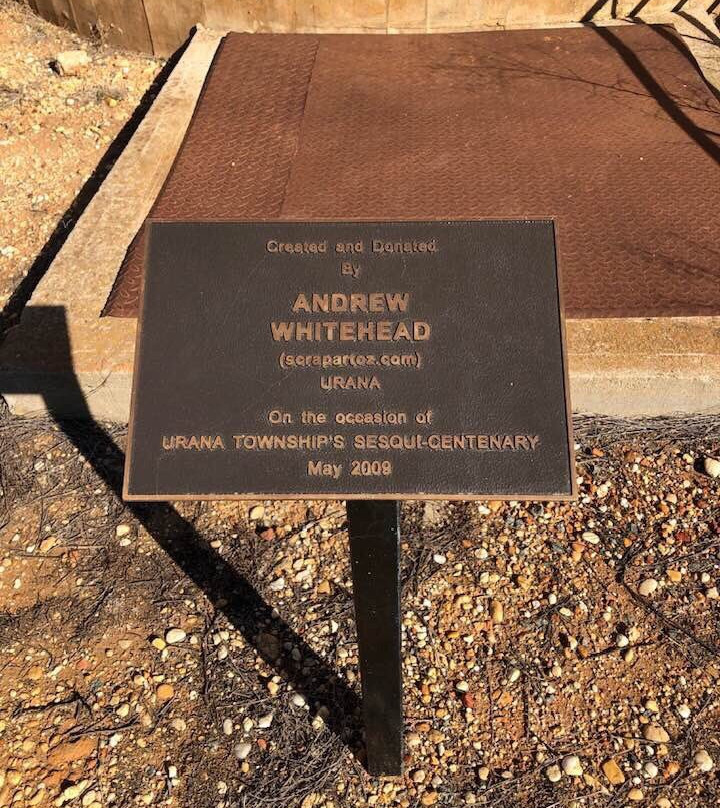 Created and Donated
By
ANDREW
WHITEHEAD
(scrapartoz.com)
URANA
On the occasion of
URANA TOWNSHIP'S SESQUI-CENTENARY
May 2009